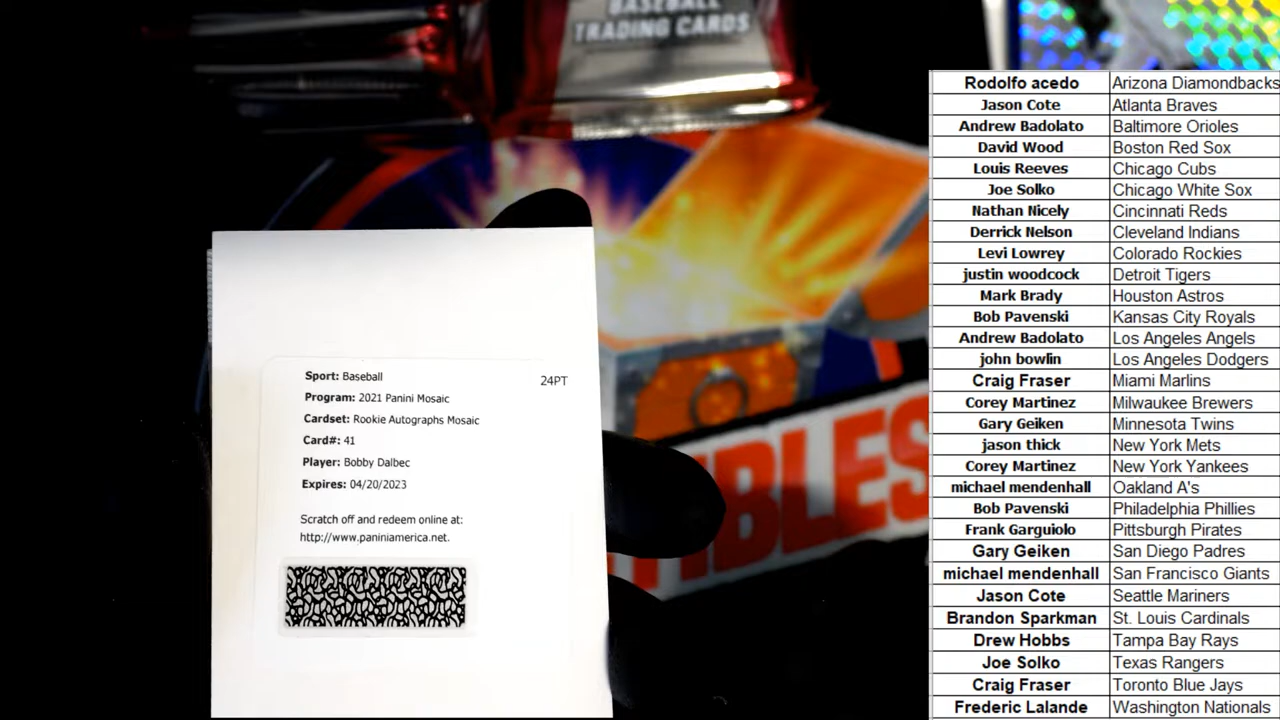 BASEBALL
TRADING CARDS
Sport: Baseball
24PT
Program: 2021 Panini Mosaic
Cardset: Rookie Autographs Mosaic
Card#: 41
Player: Bobby Dalbec
Expires: 04/20/2023
Scratch off and redeem online at:
http://www.paniniamerica.net.
IBLES
Rodolfo acedo Arizona Diamondbacks
Jason Cote Atlanta Braves
Andrew Badolato Baltimore Orioles
David Wood Boston Red Sox
Louis Reeves Chicago Cubs
Joe Solko Chicago White Sox
Nathan Nicely Cincinnati Reds
Derrick Nelson Cleveland Indians
Levi Lowrey Colorado Rockies
justin woodcock Detroit Tigers
Mark Brady Houston Astros
Bob Pavenski Kansas City Royals
Andrew Badolato Los Angeles Angels
john bowlin Los Angeles Dodgers
Craig Fraser Miami Marlins
Corey Martinez Milwaukee Brewers
Gary Geiken Minnesota Twins
jason thick New York Mets
Corey Martinez New York Yankees
michael mendenhall Oakland A's
Bob Pavenski Philadelphia Phillies
Frank Garguiolo Pittsburgh Pirates
Gary Geiken San Diego Padres
michael mendenhall San Francisco Giants
Jason Cote Seattle Mariners
Brandon Sparkman St. Louis Cardinals
Drew Hobbs Tampa Bay Rays
Joe Solko Texas Rangers
Craig Fraser Toronto Blue Jays
Frederic Lalande Washington Nationals